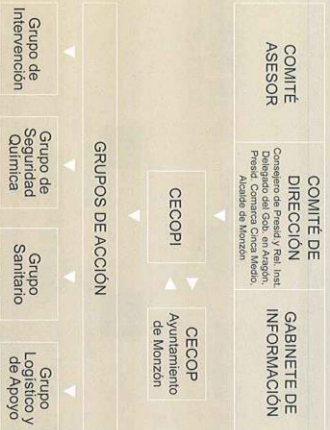 COMITÉ
ASESOR
COMITÉ DE
DIRECCIÓN
Consejero de Presid.y Rel. Inst.
Delegado del Gob. en Aragón,
Presid. Comarca Cinca Medio,
Alcalde de Monzón
GABINETE DE
INFORMACIÓN
CECOPI
CECOP
Ayuntamiento
de Monzón
GRUPOS DE ACCIÓN
Grupo de
Intervención
Grupo de
Seguridad
Química
Grupo
Sanitario
Grupo
Logístico y
de Apoyo